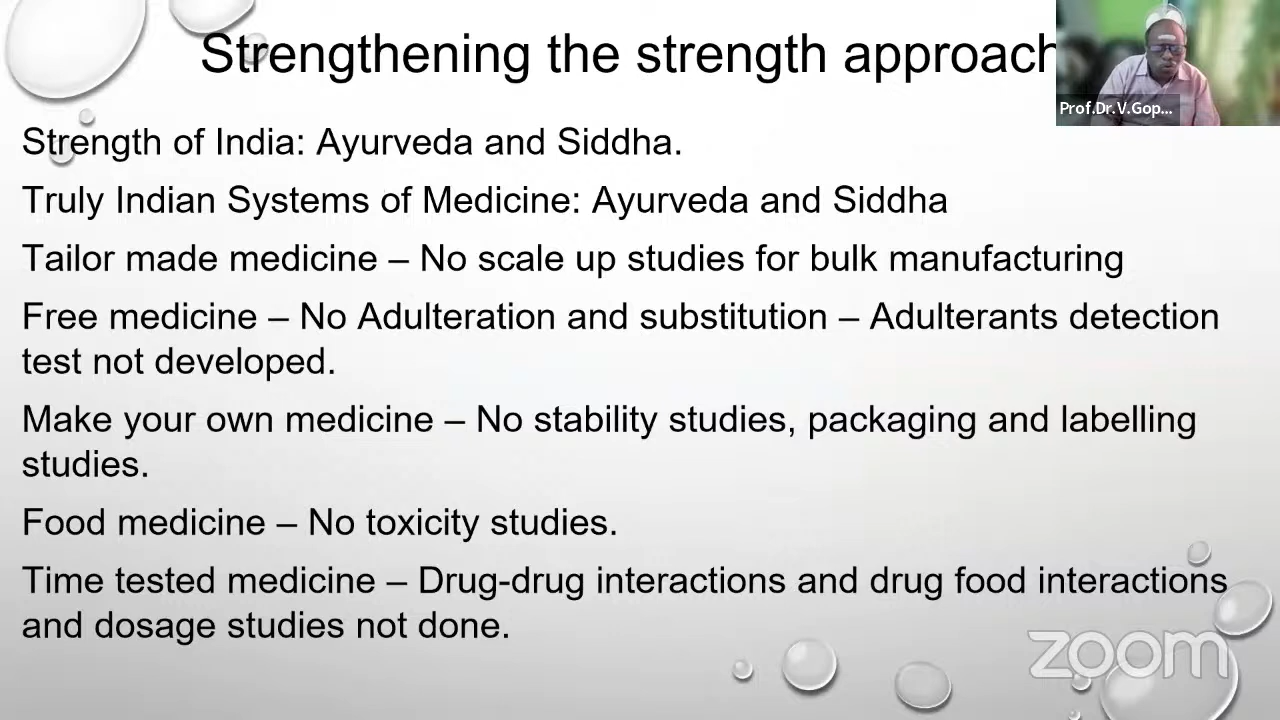 Strengthening the strength approach
Prof.Dr.V.Gop...
Strength of India: Ayurveda and Siddha.
Truly Indian Systems of Medicine: Ayurveda and Siddha
Tailor made medicine – No scale up studies for bulk manufacturing
Free medicine – No Adulteration and substitution – Adulterants detection
test not developed.
Make your own medicine – No stability studies, packaging and labelling
studies.
Food medicine – No toxicity studies.
Time tested medicine – Drug-drug interactions and drug food interactions
and dosage studies not done.
zoom